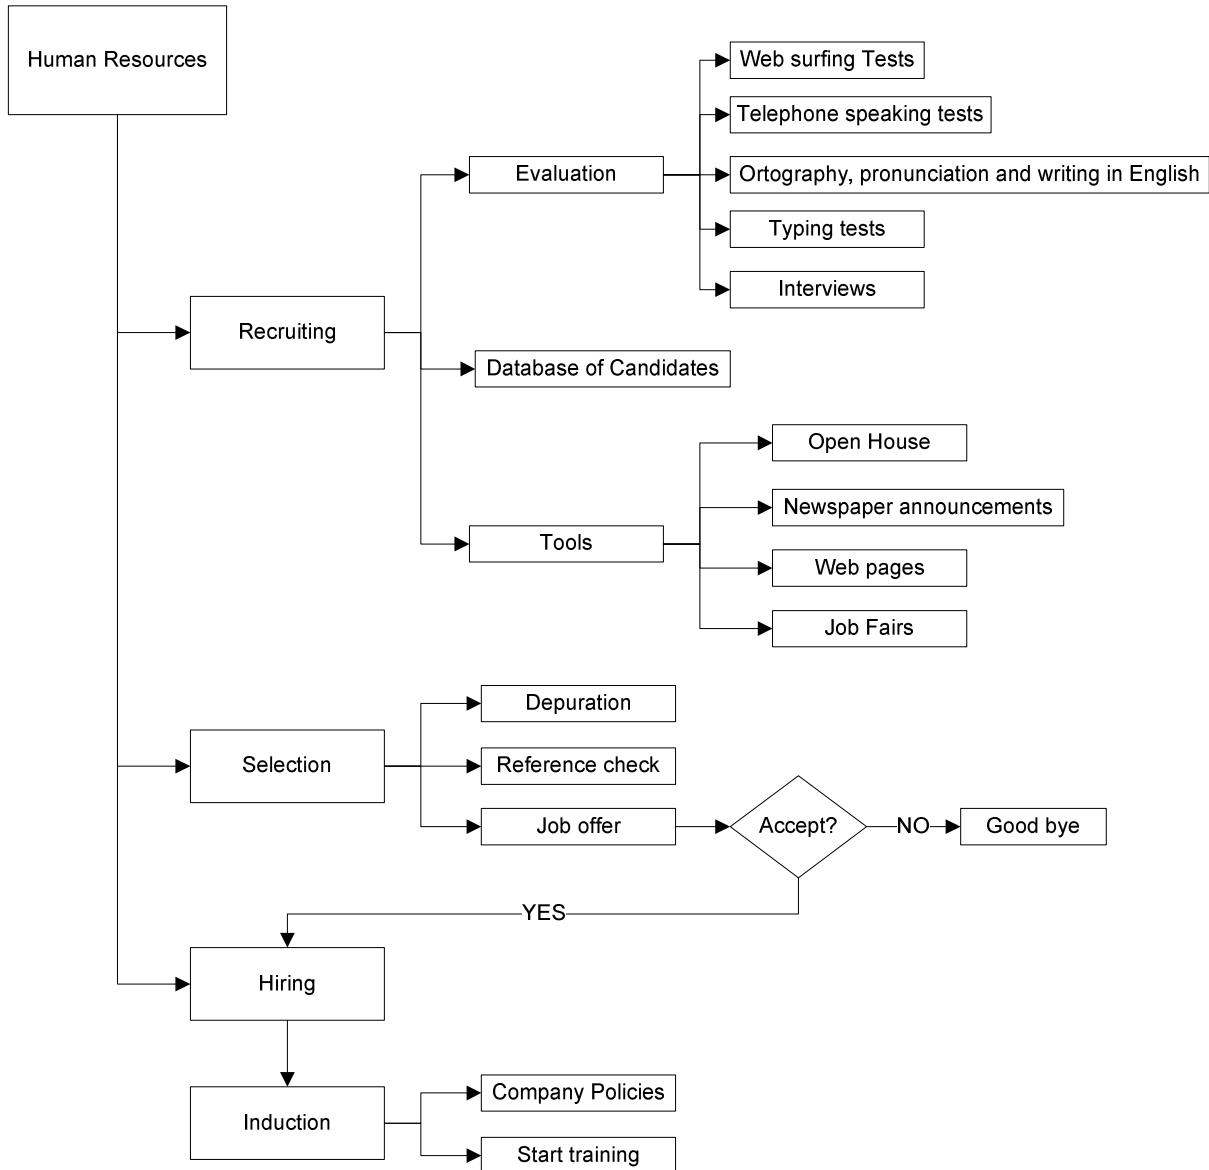 Human Resources
Web surfing Tests
Telephone speaking tests
Evaluation
Ortography, pronunciation and writing in English
Typing tests
Interviews
Recruiting
Database of Candidates
Open House
Newspaper announcements
Tools
Web pages
Job Fairs
Depuration
Selection
Reference check
Job offer
Accept?
NO
Good bye
YES
Hiring
Company Policies
Induction
Start training